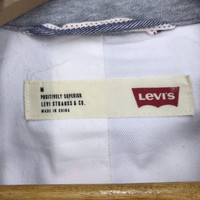 M
POSITIVELY SUPERIOR
LEVI STRAUSS & CO.
MADE IN CHINA
LEVI'S